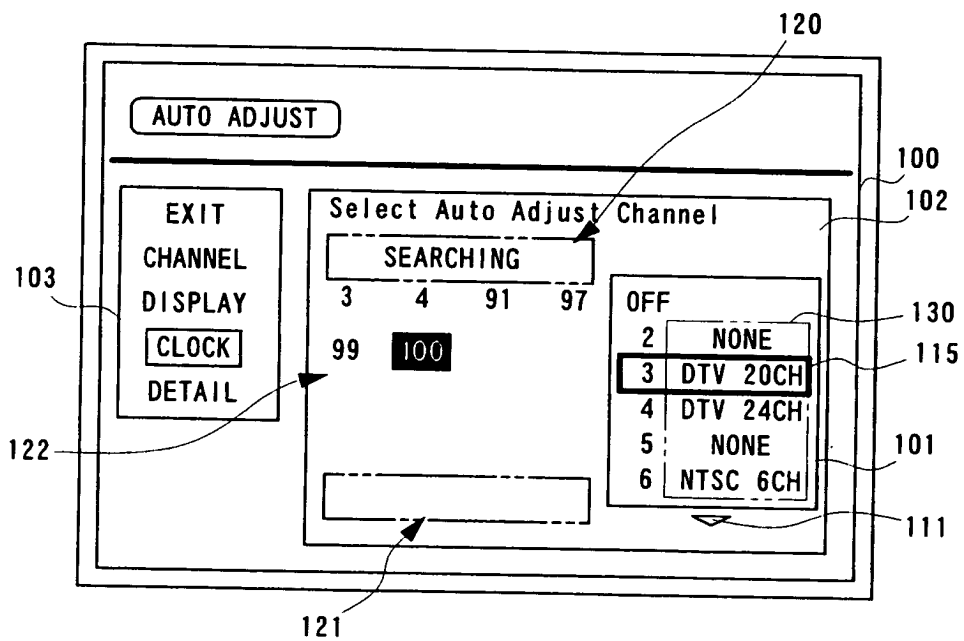 120
AUTO ADJUST
100
102
103
EXIT
CHANNEL
DISPLAY
CLOCK
DETAIL
Select Auto Adjust Channel
SEARCHING
3 4 91 97
99 100
OFF
2 NONE
3 DTV 20CH
4 DTV 24CH
5 NONE
6 NTSC 6CH
130
115
101
111
122
121